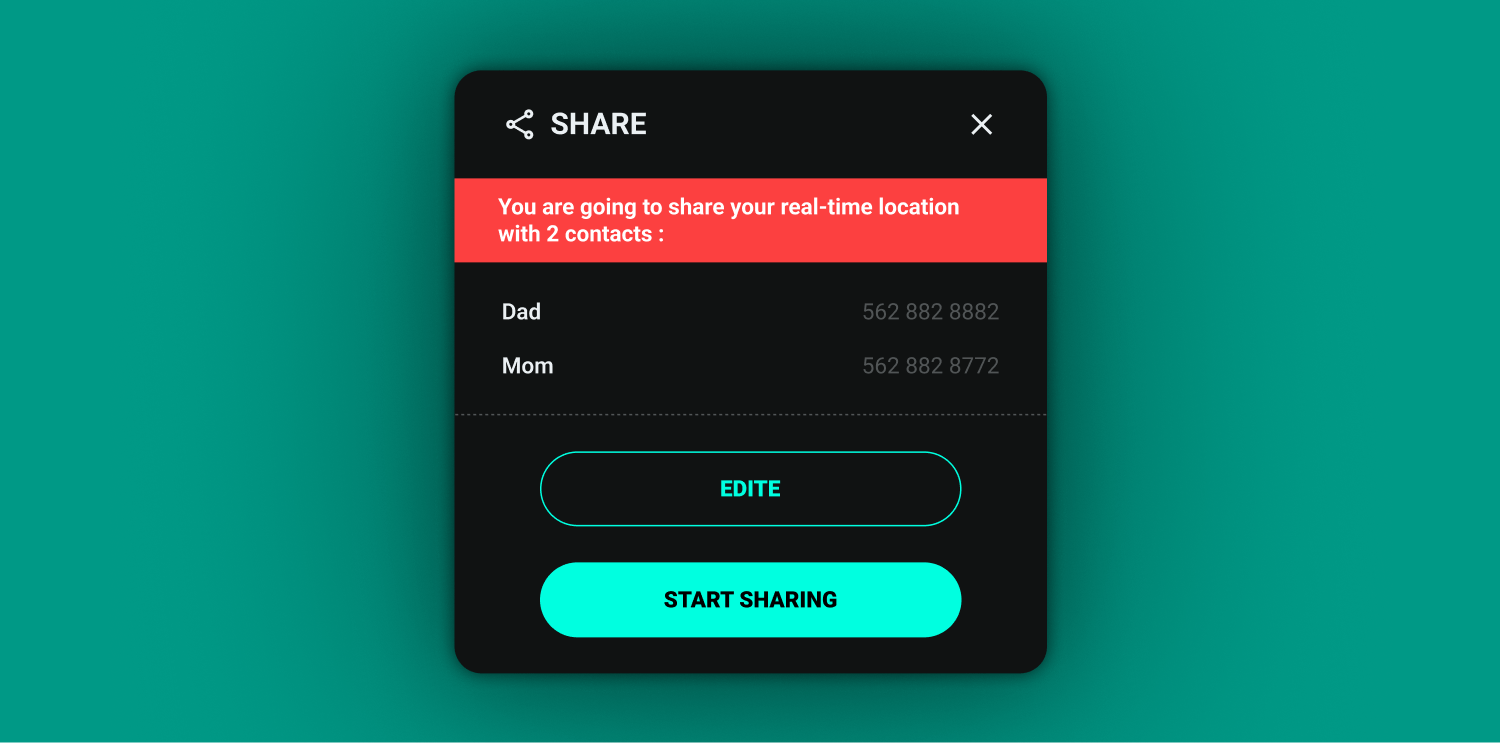 SHARE
You are going to share your real-time location
with 2 contacts :
Dad 562 882 8882
Mom 562 882 8772
EDITE
START SHARING